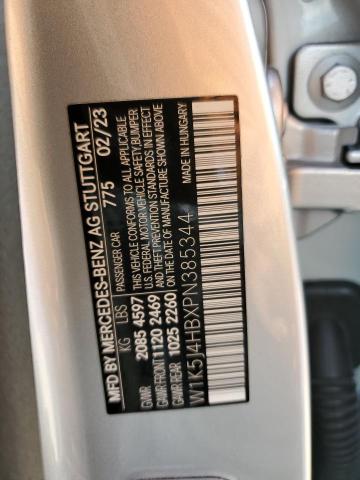 MFD BY MERCEDES-BENZ AG STUTTGART
775 02/23
PASSENGER CAR
THIS VEHICLE CONFORMS TO ALL APPLICABLE
U.S. FEDERAL MOTOR VEHICLE SAFETY,BUMPER
& THEFT PREVENTION STANDARDS IN EFFECT
ON THE DATE OF MANUFACTURE SHOWN ABOVE
KG LBS
GVWR 2085 4597
GAWR FRONT 1120 2469
GAWR REAR 1025 2260
MADE IN HUNGARY
W1K5J4HBXPN385344